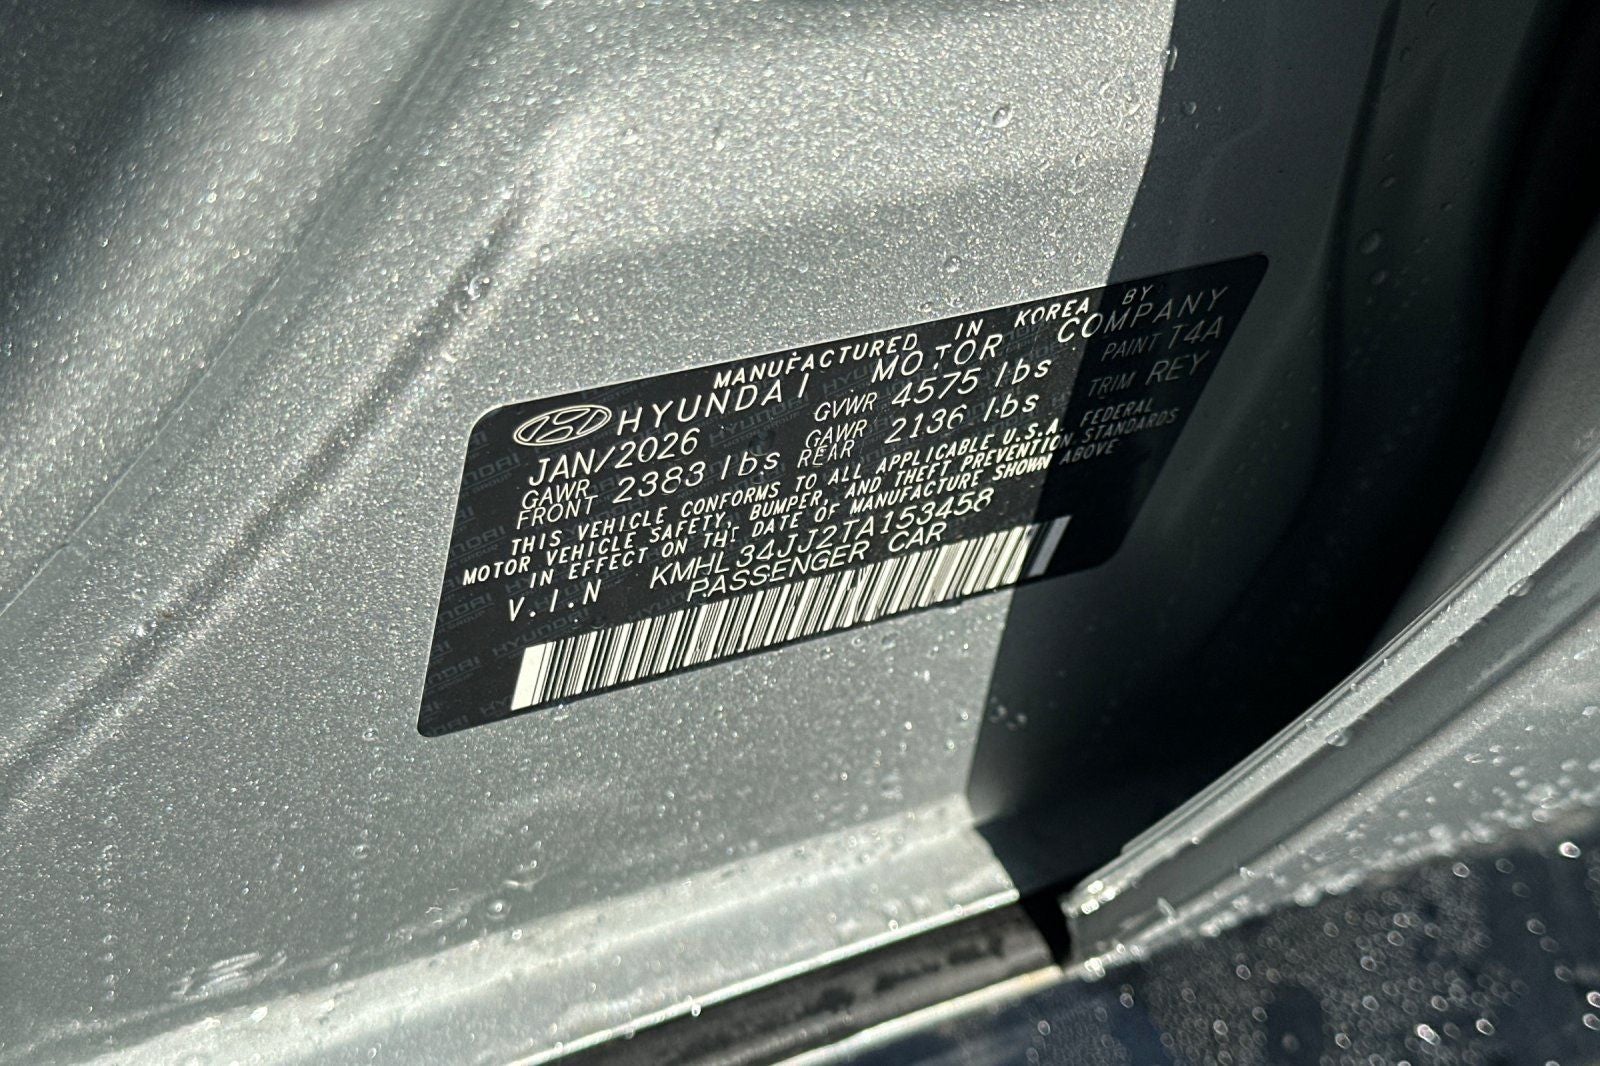 MANUFACTURED IN KOREA BY
HYUNDAI MOTOR COMPANY
JAN/2026 GVWR 4575 lbs PAINT T4A
GAWR FRONT 2383 lbs GAWR REAR 2136 lbs TRIM REY
THIS VEHICLE CONFORMS TO ALL APPLICABLE U.S.A. FEDERAL
MOTOR VEHICLE SAFETY, BUMPER, AND THEFT PREVENTION STANDARDS
IN EFFECT ON THE DATE OF MANUFACTURE SHOWN ABOVE
V.I.N KMHL34JJ2TA153458
PASSENGER CAR